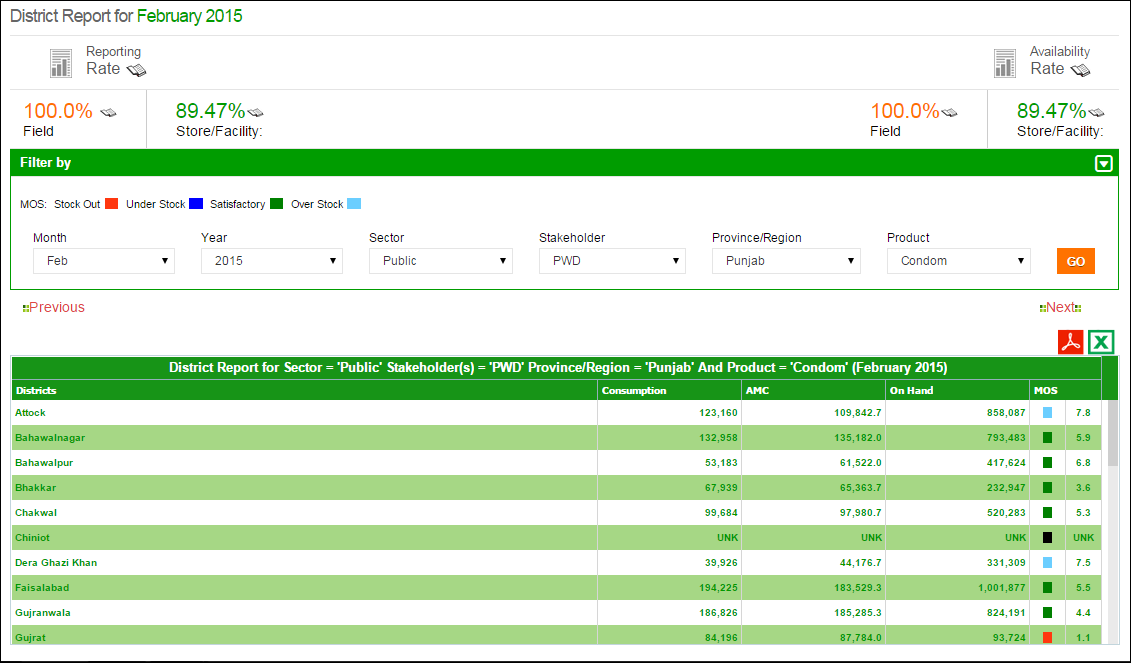 District Report for February 2015
Reporting Rate
Availability Rate
100.0% Field
89.47% Store/Facility:
100.0% Field
89.47% Store/Facility:
Filter by
MOS: Stock Out Under Stock Satisfactory Over Stock
Month Year Sector Stakeholder Province/Region Product
Feb 2015 Public PWD Punjab Condom GO
Previous Next
District Report for Sector = 'Public' Stakeholder(s) = 'PWD' Province/Region = 'Punjab' And Product = 'Condom' (February 2015)
Districts Consumption AMC On Hand MOS
Attock 123,160 109,842.7 858,087 7.8
Bahawalnagar 132,958 135,182.0 793,483 5.9
Bahawalpur 53,183 61,522.0 417,624 6.8
Bhakkar 67,939 65,363.7 232,947 3.6
Chakwal 99,684 97,980.7 520,283 5.3
Chiniot UNK UNK UNK UNK
Dera Ghazi Khan 39,926 44,176.7 331,309 7.5
Faisalabad 194,225 183,529.3 1,001,877 5.5
Gujranwala 186,826 185,285.3 824,191 4.4
Gujrat 84,196 87,784.0 93,724 1.1